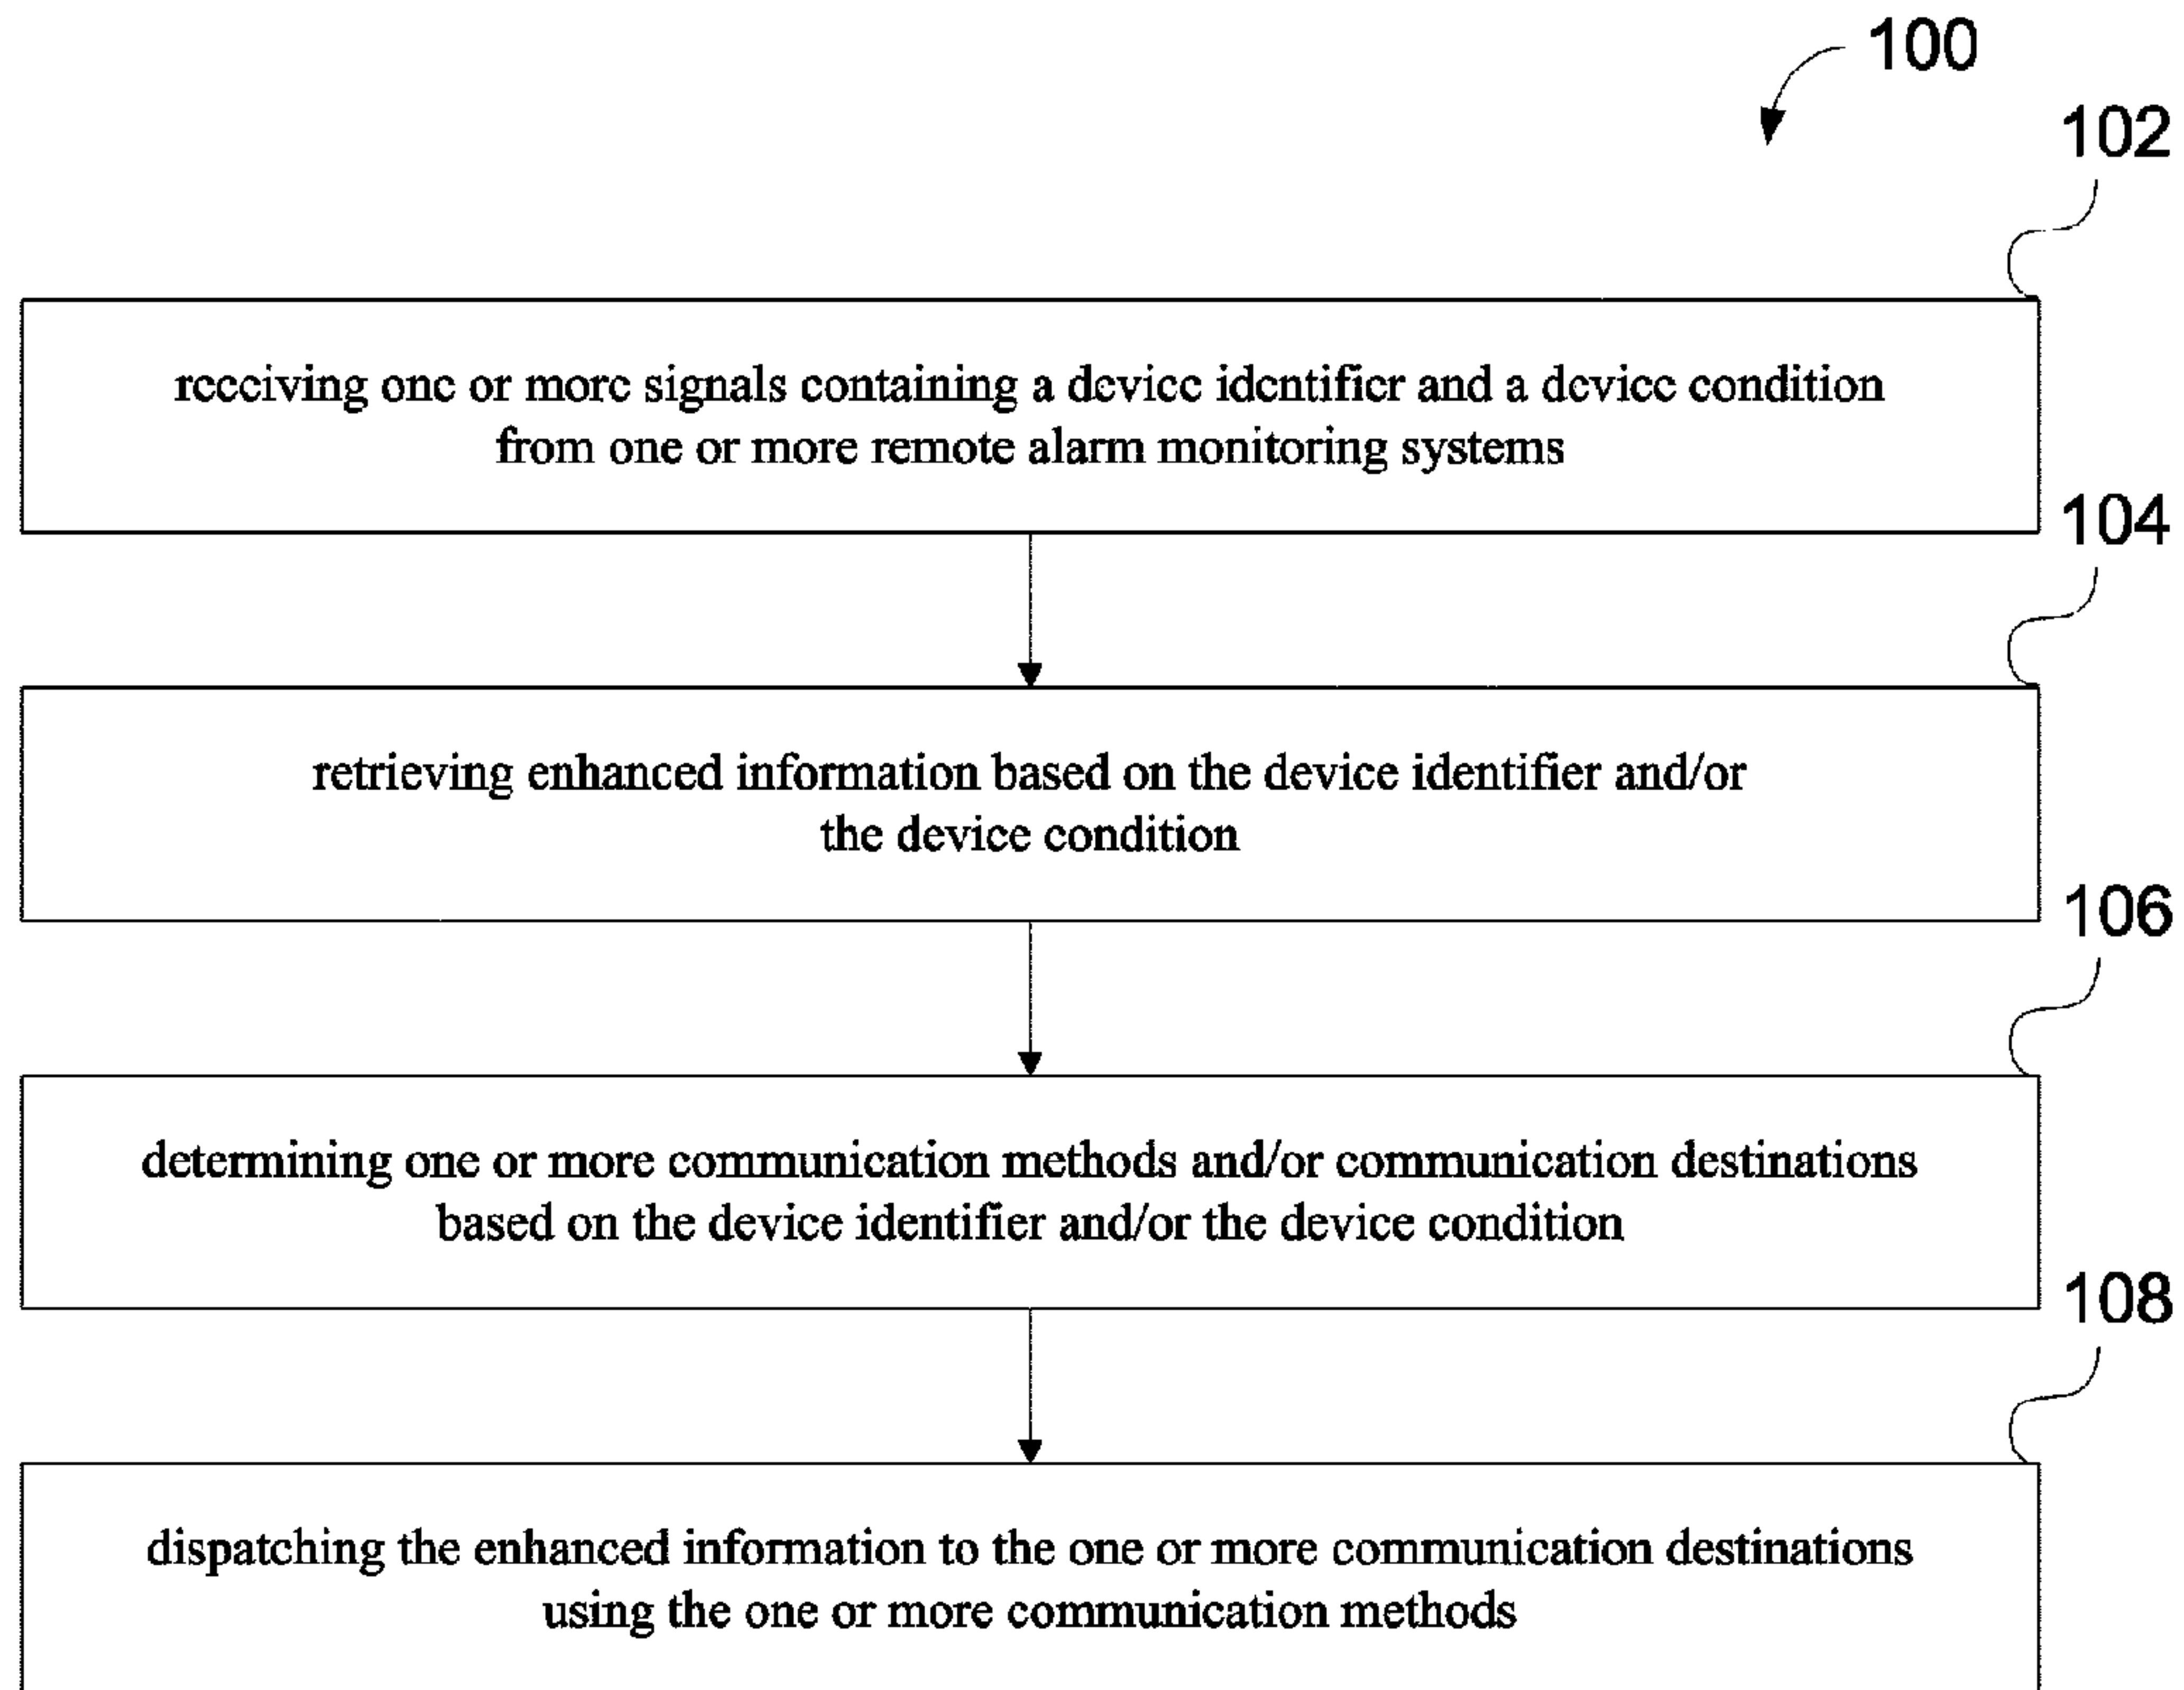 100
102
receiving one or more signals containing a device identifier and a device condition
from one or more remote alarm monitoring systems
104
retrieving enhanced information based on the device identifier and/or
the device condition
106
determining one or more communication methods and/or communication destinations
based on the device identifier and/or the device condition
108
dispatching the enhanced information to the one or more communication destinations
using the one or more communication methods